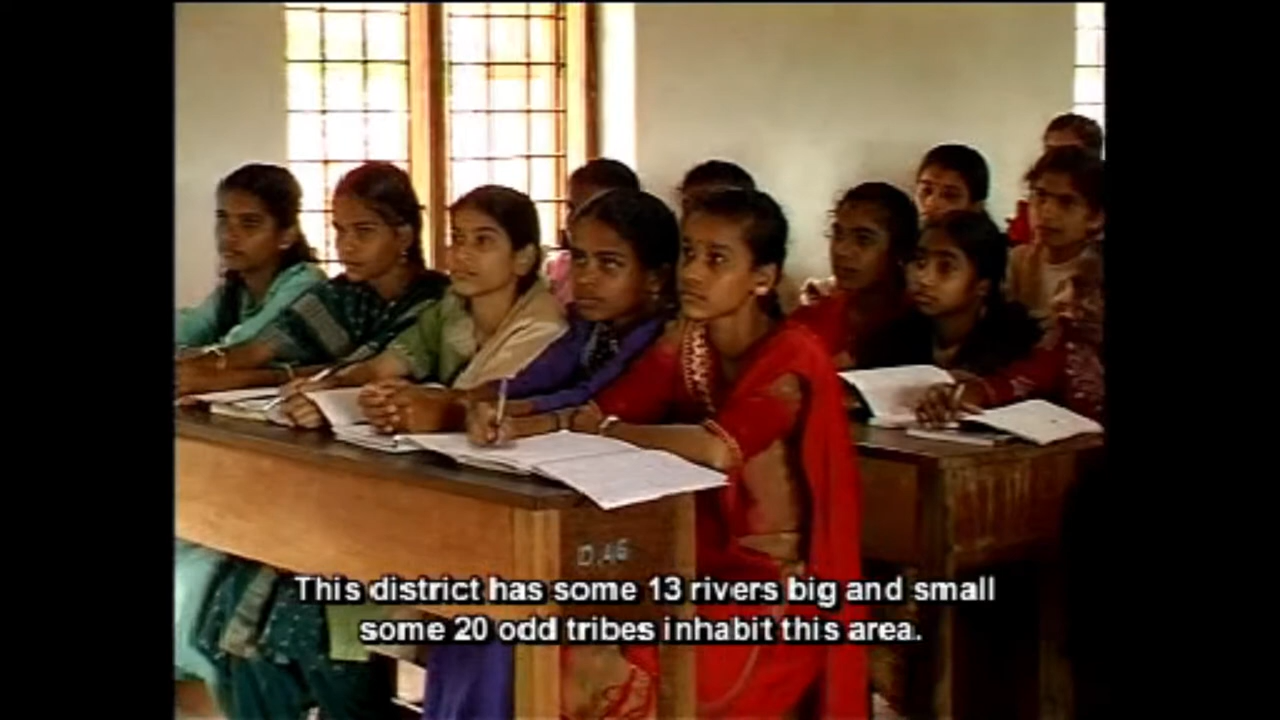 D.46
This district has some 13 rivers big and small
some 20 odd tribes inhabit this area.